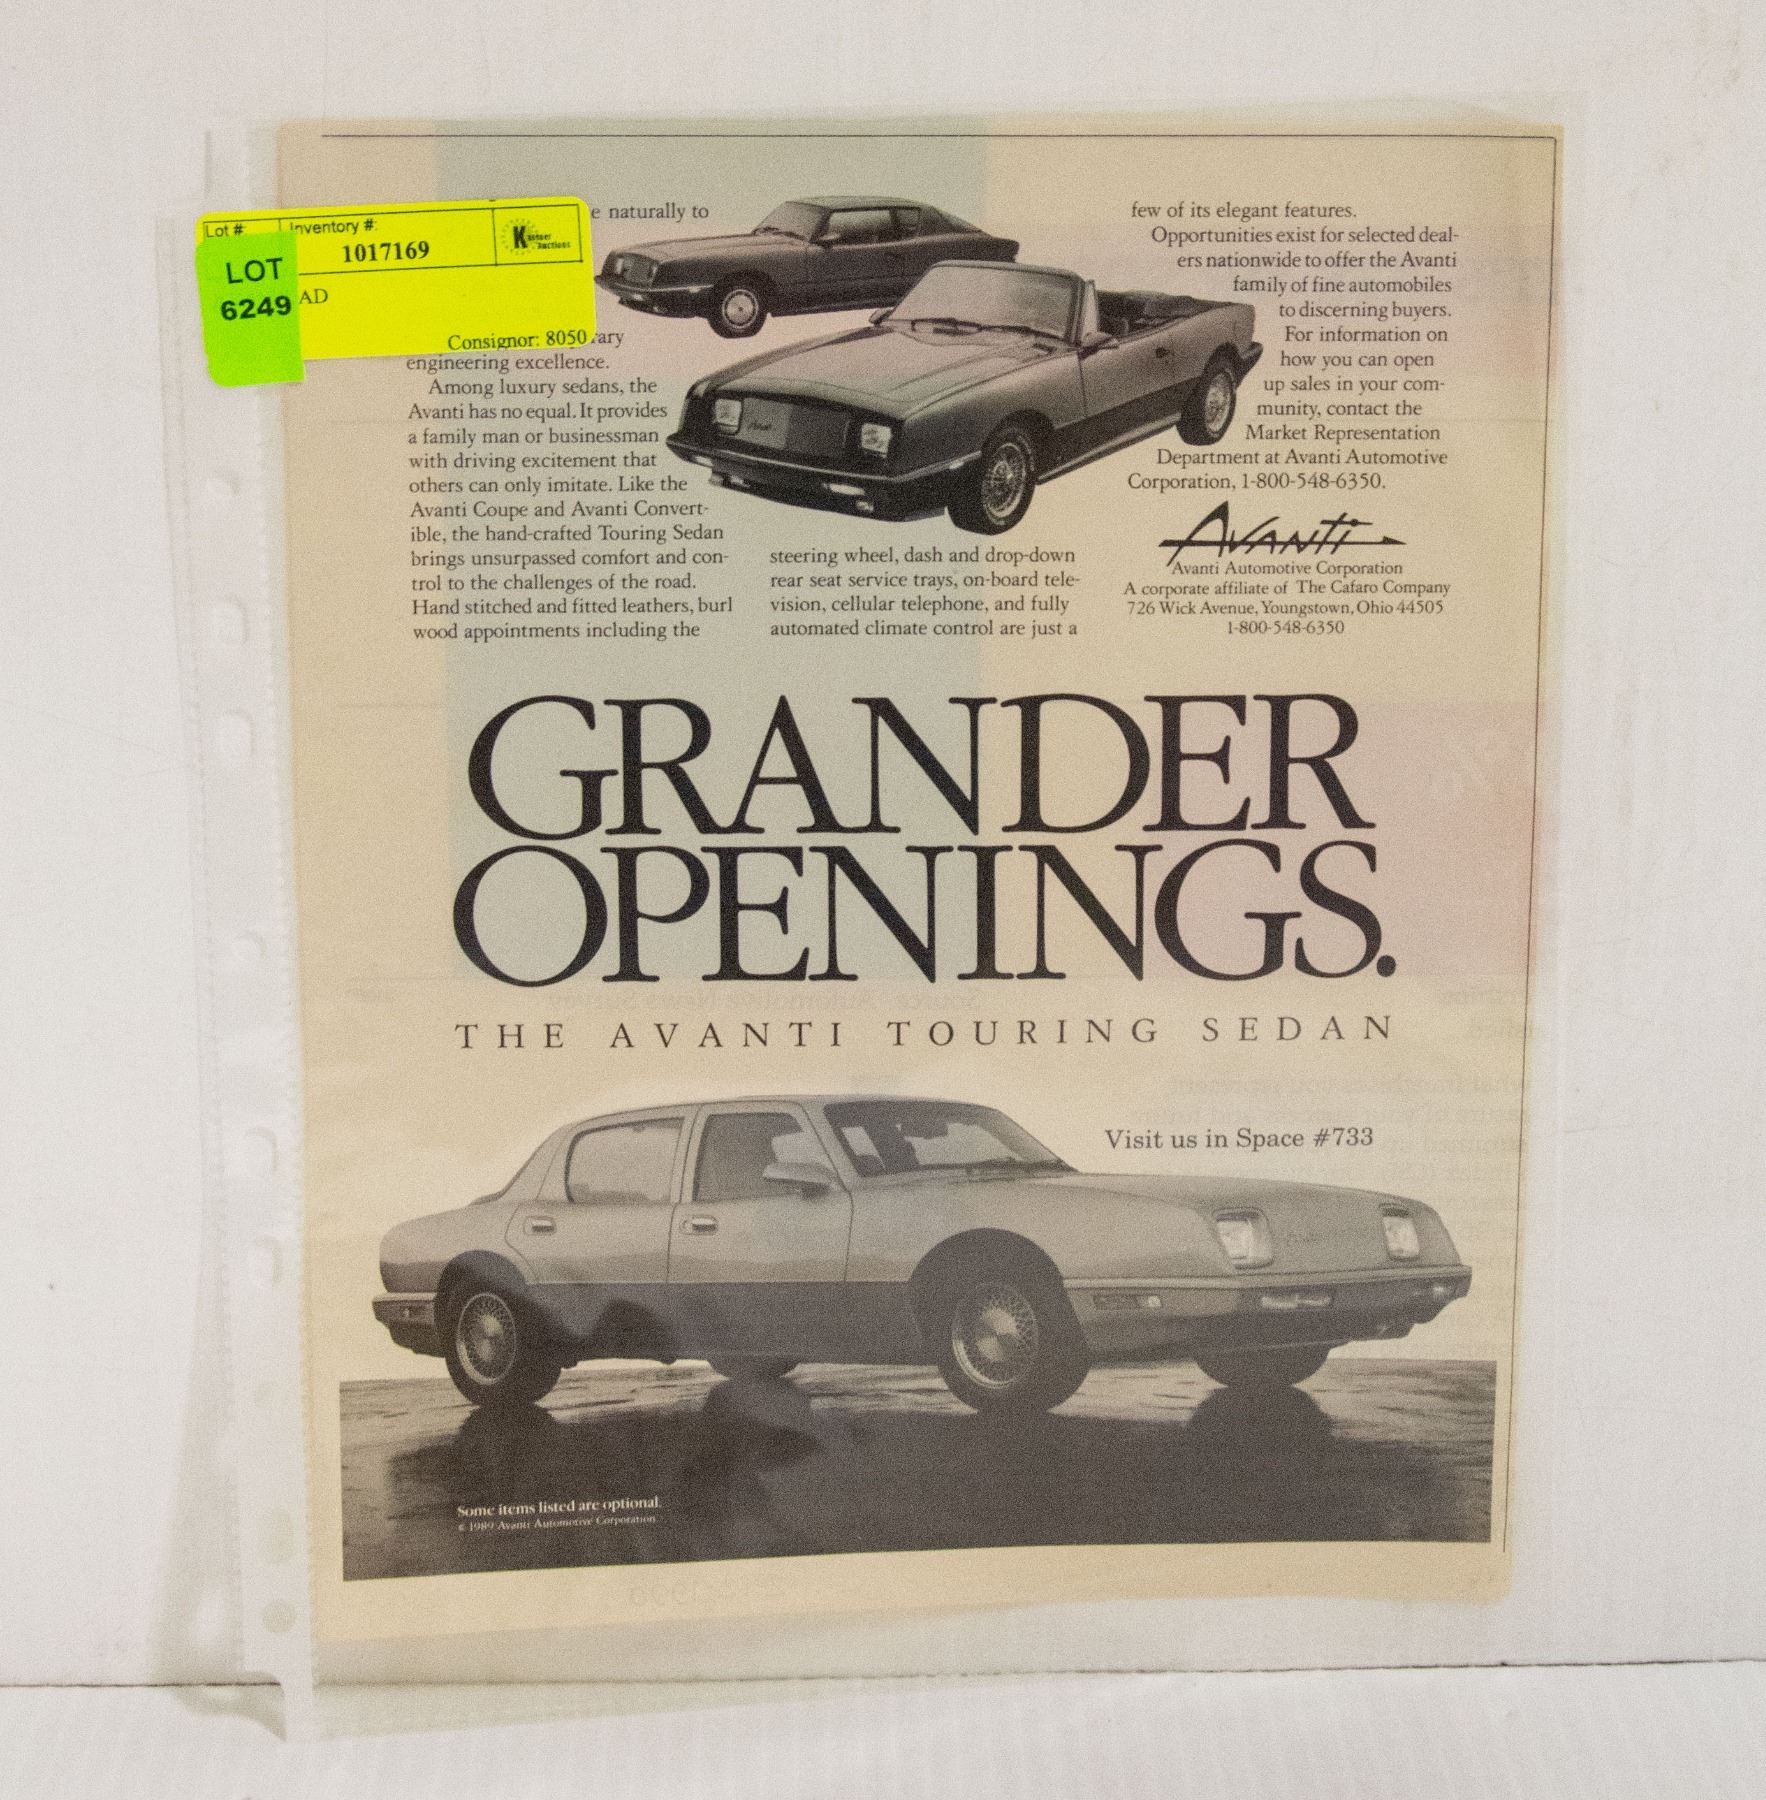 Lot #:
Inventory #:
1017169
Kastner
Auctions
LOT
6249
AD
Consignor: 8050
e naturally to
rary
engineering excellence.
Among luxury sedans, the
Avanti has no equal. It provides
a family man or businessman
with driving excitement that
others can only imitate. Like the
Avanti Coupe and Avanti Convert-
ible, the hand-crafted Touring Sedan
brings unsurpassed comfort and con-
trol to the challenges of the road.
Hand stitched and fitted leathers, burl
wood appointments including the
steering wheel, dash and drop-down
rear seat service trays, on-board tele-
vision, cellular telephone, and fully
automated climate control are just a
few of its elegant features.
Opportunities exist for selected deal-
ers nationwide to offer the Avanti
family of fine automobiles
to discerning buyers.
For information on
how you can open
up sales in your com-
munity, contact the
Market Representation
Department at Avanti Automotive
Corporation, 1-800-548-6350.
AVANTI
Avanti Automotive Corporation
A corporate affiliate of The Cafaro Company
726 Wick Avenue, Youngstown, Ohio 44505
1-800-548-6350
GRANDER
OPENINGS.
THE AVANTI TOURING SEDAN
Visit us in Space #733
Some items listed are optional.
© 1989 Avanti Automotive Corporation